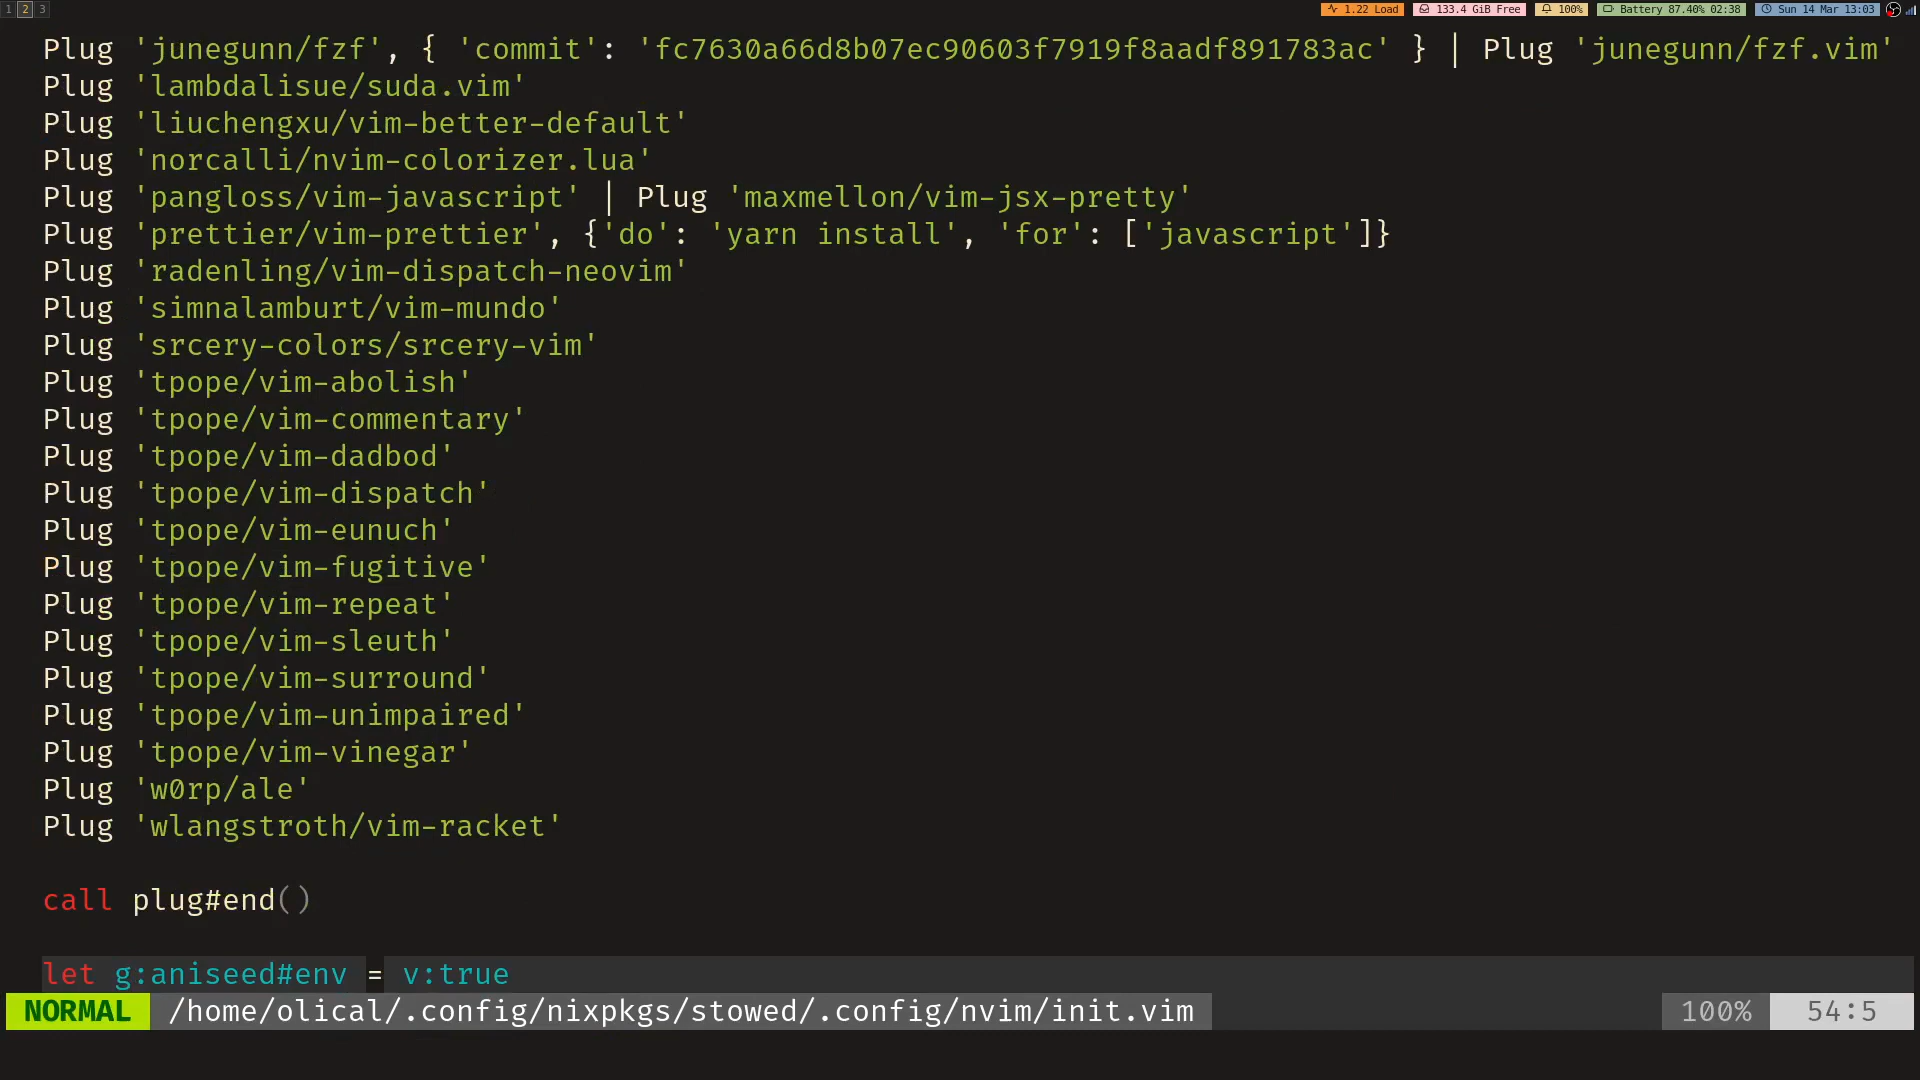 1 2 3 1.22 Load 133.4 GiB Free 100% Battery 87.40% 02:38 Sun 14 Mar 13:03
Plug 'junegunn/fzf', { 'commit': 'fc7630a66d8b07ec90603f7919f8aadf891783ac' } | Plug 'junegunn/fzf.vim'
Plug 'lambdalisue/suda.vim'
Plug 'liuchengxu/vim-better-default'
Plug 'norcalli/nvim-colorizer.lua'
Plug 'pangloss/vim-javascript' | Plug 'maxmellon/vim-jsx-pretty'
Plug 'prettier/vim-prettier', {'do': 'yarn install', 'for': ['javascript']}
Plug 'radenling/vim-dispatch-neovim'
Plug 'simnalamburt/vim-mundo'
Plug 'srcery-colors/srcery-vim'
Plug 'tpope/vim-abolish'
Plug 'tpope/vim-commentary'
Plug 'tpope/vim-dadbod'
Plug 'tpope/vim-dispatch'
Plug 'tpope/vim-eunuch'
Plug 'tpope/vim-fugitive'
Plug 'tpope/vim-repeat'
Plug 'tpope/vim-sleuth'
Plug 'tpope/vim-surround'
Plug 'tpope/vim-unimpaired'
Plug 'tpope/vim-vinegar'
Plug 'w0rp/ale'
Plug 'wlangstroth/vim-racket'
call plug#end()
let g:aniseed#env = v:true
NORMAL /home/olical/.config/nixpkgs/stowed/.config/nvim/init.vim 100% 54:5